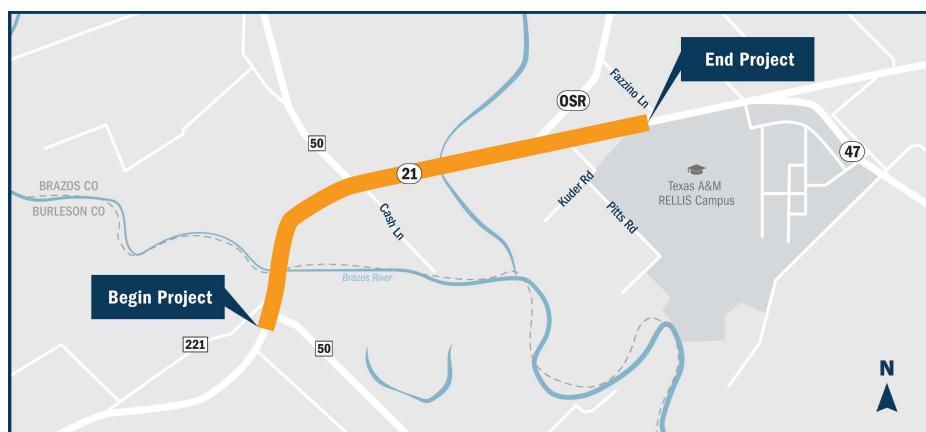 End Project
Fazzino Ln
OSR
50
47
21
Texas A&M
RELLIS Campus
Kuder Rd
BRAZOS CO
BURLESON CO
Cash Ln
Pitts Rd
Brazos River
Begin Project
221
50
N